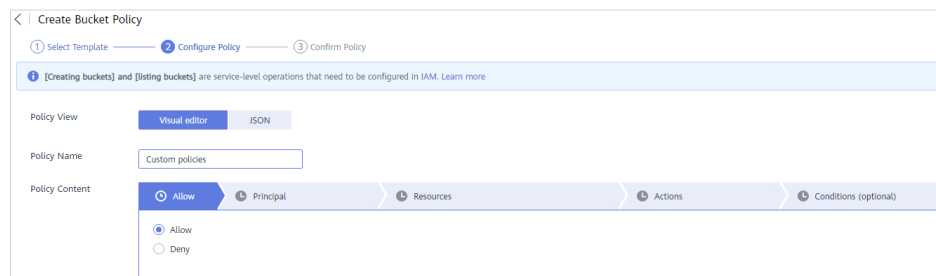 Create Bucket Policy
1 Select Template 2 Configure Policy 3 Confirm Policy
[Creating buckets] and [listing buckets] are service-level operations that need to be configured in IAM. Learn more
Policy View Visual editor JSON
Policy Name Custom policies
Policy Content Allow Principal Resources Actions Conditions (optional)
Allow
Deny